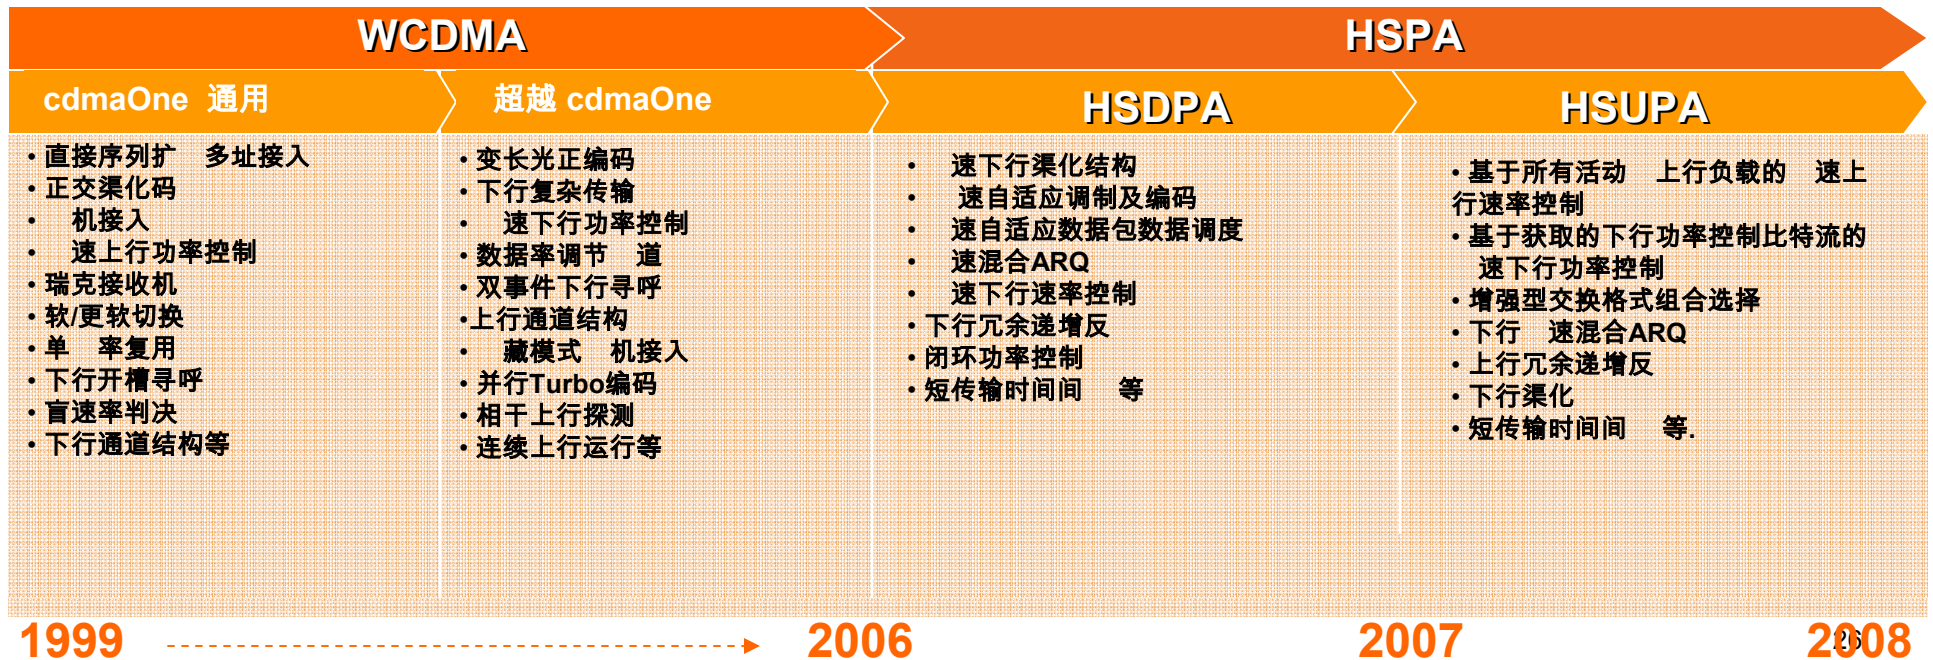 WCDMA
HSPA
cdmaOne 通用
超越 cdmaOne
HSDPA
HSUPA
• 直接序列扩 多址接入
• 正交渠化码
• 机接入
• 速上行功率控制
• 瑞克接收机
• 软/更软切换
• 单 率复用
• 下行开槽寻呼
• 盲速率判决
• 下行通道结构等
• 变长光正编码
• 下行复杂传输
• 速下行功率控制
• 数据率调节 道
• 双事件下行寻呼
•上行通道结构
• 藏模式 机接入
• 并行Turbo编码
• 相干上行探测
• 连续上行运行等
• 速下行渠化结构
• 速自适应调制及编码
• 速自适应数据包数据调度
• 速混合ARQ
• 速下行速率控制
• 下行冗余递增反
• 闭环功率控制
• 短传输时间间 等
• 基于所有活动 上行负载的 速上
行速率控制
• 基于获取的下行功率控制比特流的
速下行功率控制
• 增强型交换格式组合选择
• 下行 速混合ARQ
• 上行冗余递增反
• 下行渠化
• 短传输时间间 等.
1999
2006
2007
2008
26